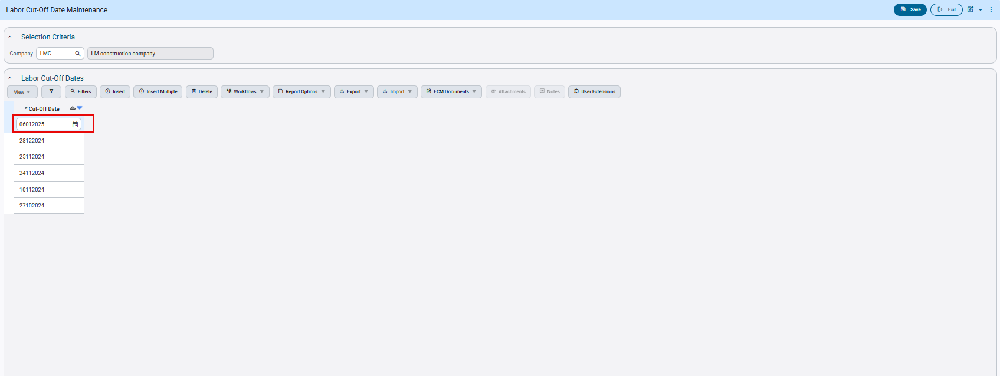 Labor Cut-Off Date Maintenance Save Exit
Selection Criteria
Company LMC LM construction company
Labor Cut-Off Dates
View Filters Insert Insert Multiple Delete Workflows Report Options Export Import ECM Documents Attachments Notes User Extensions
* Cut-Off Date
06012025
28122024
25112024
24112024
10112024
27102024